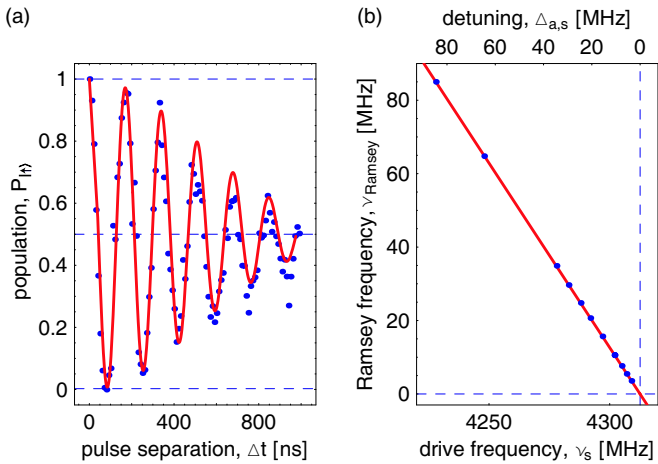 (a)
1
0.8
0.6
0.4
0.2
0
0 200 400 600 800
population, P|↑⟩
pulse separation, Δt [ns]
(b)
detuning, Δa,s [MHz]
80 60 40 20 0
80
60
40
20
0
4250 4300
Ramsey frequency, νRamsey [MHz]
drive frequency, νs [MHz]